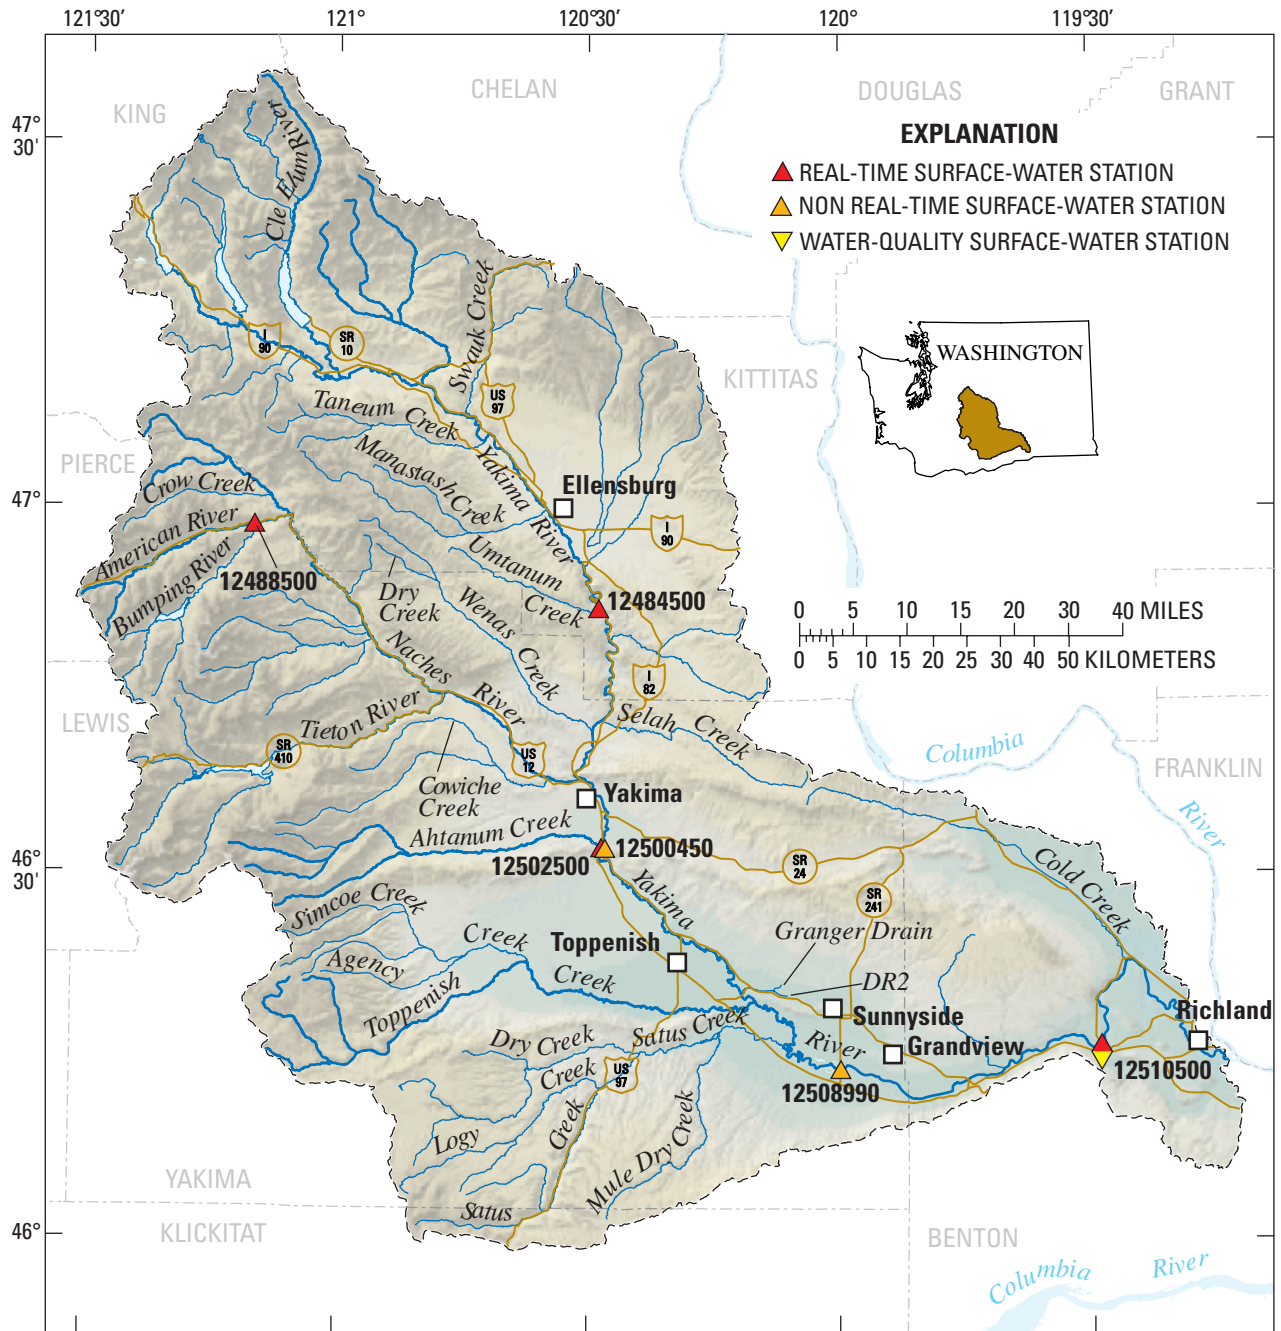 121°30'
121°
120°30'
120°
119°30'
CHELAN
DOUGLAS
GRANT
KING
47°
30'
EXPLANATION
REAL-TIME SURFACE-WATER STATION
NON REAL-TIME SURFACE-WATER STATION
WATER-QUALITY SURFACE-WATER STATION
Cle Elum River
Swauk Creek
I
90
SR
10
US
97
WASHINGTON
KITTITAS
Taneum Creek
Manastash Creek
Yakima River
PIERCE
Crow Creek
Ellensburg
47°
American River
I
90
Bumping River
12488500
Umtanum Creek
Dry
Creek
Wenas Creek
12484500
0 5 10 15 20 30 40 MILES
0 5 10 15 20 25 30 40 50 KILOMETERS
Naches River
I
82
LEWIS
Tieton River
Selah Creek
SR
410
US
12
Columbia River
FRANKLIN
Cowiche
Creek
Yakima
Ahtanum Creek
12500450
12502500
46°
30'
SR
24
SR
241
Cold Creek
Simcoe Creek
Yakima River
Granger Drain
Toppenish
Agency Creek
DR2
Toppenish Creek
Sunnyside
Richland
Dry Creek
Satus Creek
Grandview
US
97
12510500
12508990
Logy Creek
Mule Dry Creek
Satus Creek
YAKIMA
46°
KLICKITAT
BENTON
Columbia River